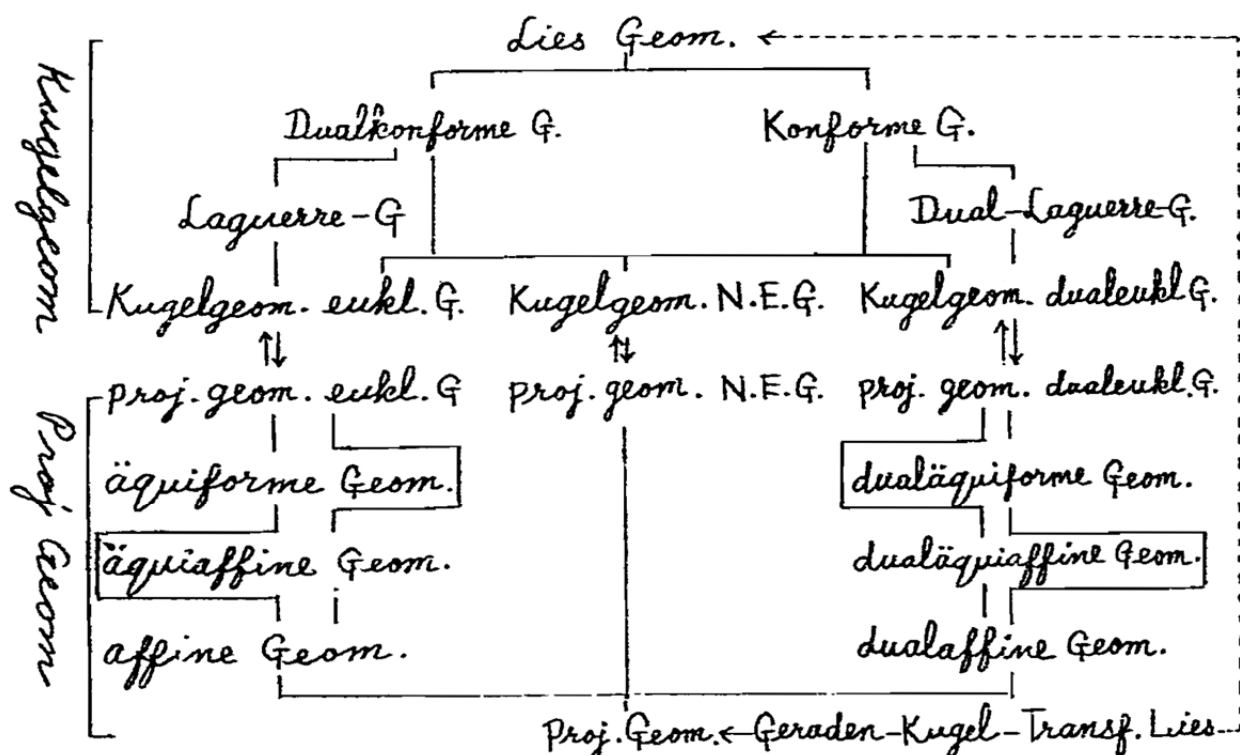 Lies Geom.
Dualkonforme G. Konforme G.
Laguerre-G Dual-Laguerre-G.
Kugelgeom. eukl. G. Kugelgeom. N.E.G. Kugelgeom. dualeukl. G.
proj. geom. eukl. G proj. geom. N.E.G. proj. geom. dualeukl. G.
äquiforme Geom. dualäquiforme Geom.
äquiaffine Geom. dualäquiaffine Geom.
affine Geom. dualaffine Geom.
Proj. Geom. ← Geraden-Kugel-Transf. Lies
Kugelgeom
Proj Geom